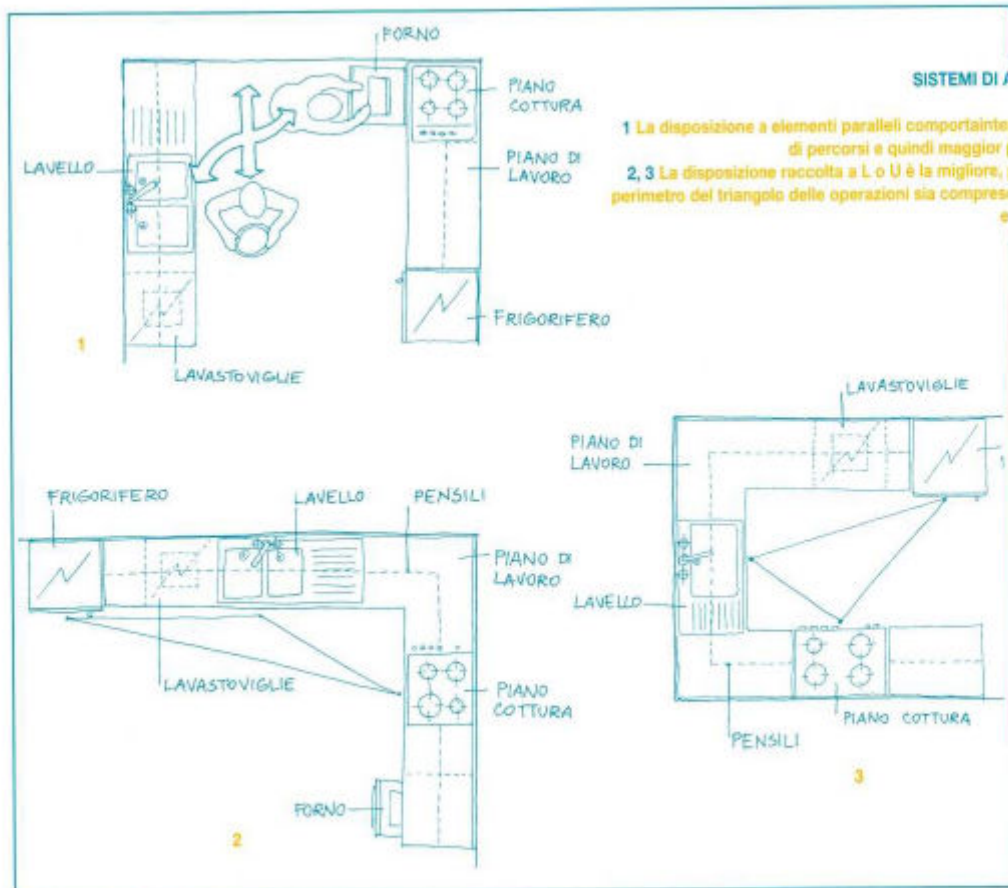 FORNO
SISTEMI DI A
PIANO
COTTURA
1 La disposizione a elementi paralleli comportainte
di percorsi e quindi maggior p
LAVELLO
PIANO DI
LAVORO
2, 3 La disposizione raccolta a L o U è la migliore,
perimetro del triangolo delle operazioni sia compres
e
FRIGORIFERO
1
LAVASTOVIGLIE
LAVASTOVIGLIE
PIANO DI
LAVORO
FRIGORIFERO
LAVELLO
PENSILI
PIANO DI
LAVORO
LAVELLO
LAVASTOVIGLIE
PIANO
COTTURA
PIANO COTTURA
PENSILI
3
FORNO
2